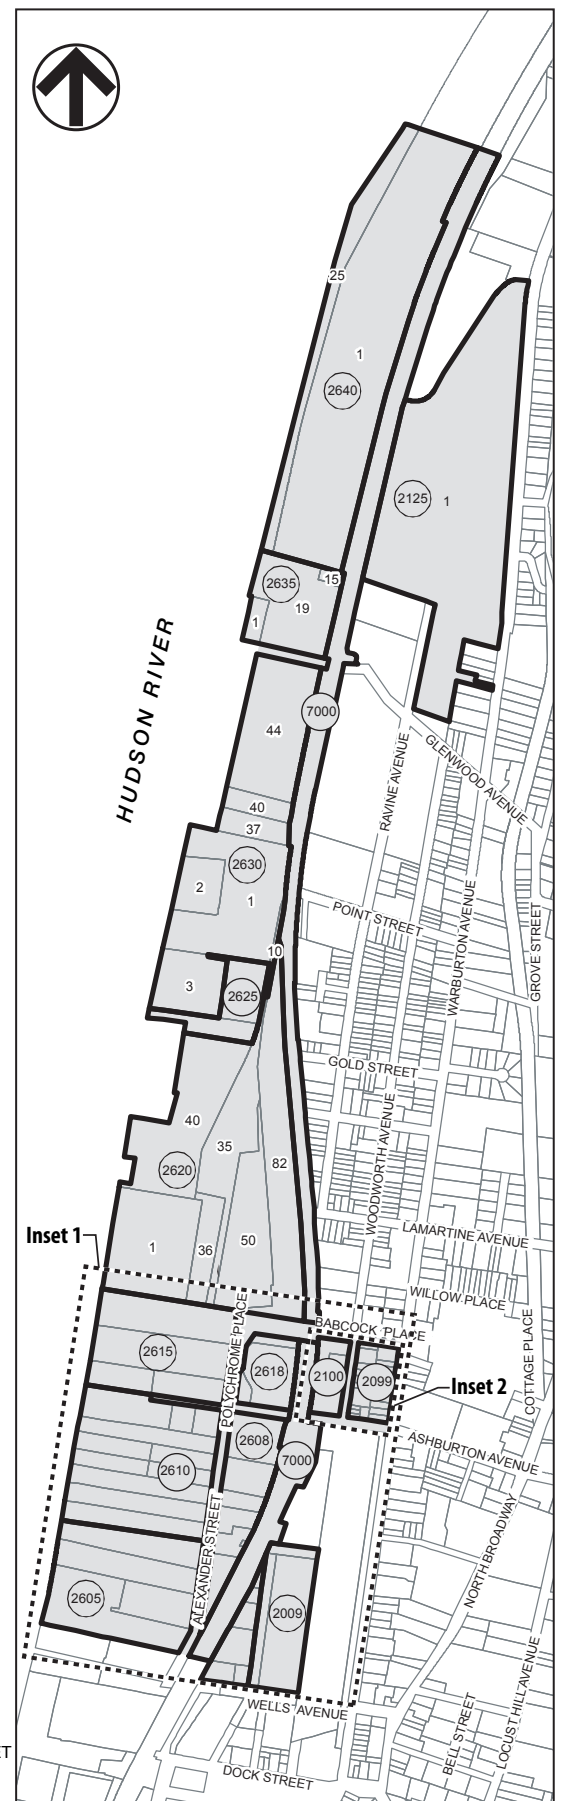 25
1
2640
2125
1
2635
15
19
1
HUDSON RIVER
7000
44
GLENWOOD AVENUE
RAVINE AVENUE
40
37
2630
2
1
WARBURTON AVENUE
POINT STREET
GROVE STREET
10
3
2625
GOLD STREET
40
35
WOODWORTH AVENUE
82
2620
LAMARTINE AVENUE
Inset 1
1
36
50
WILLOW PLACE
POLYCHROME PLACE
BABCOCK PLACE
COTTAGE PLACE
2615
2618
2100
2099
Inset 2
2608
ASHBURTON AVENUE
2610
7000
NORTH BROADWAY
ALEXANDER STREET
2605
2009
LOCUST HILL AVENUE
BELL STREET
WELLS AVENUE
ET
DOCK STREET